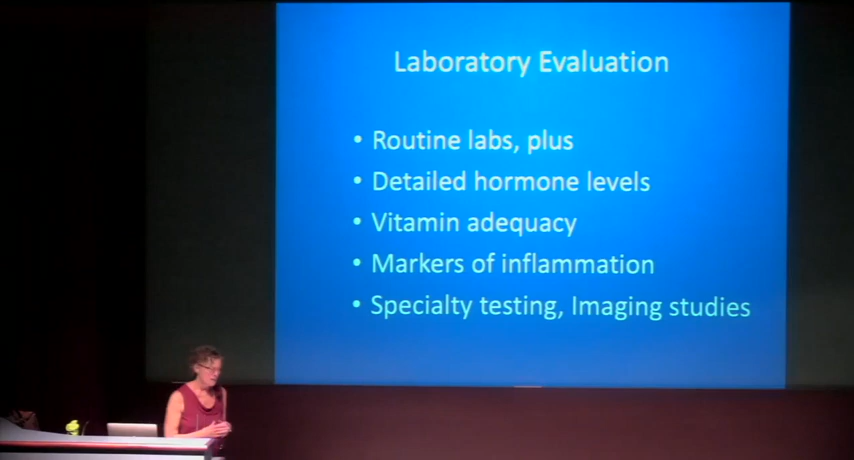 Laboratory Evaluation
• Routine labs, plus
• Detailed hormone levels
• Vitamin adequacy
• Markers of inflammation
• Specialty testing, Imaging studies